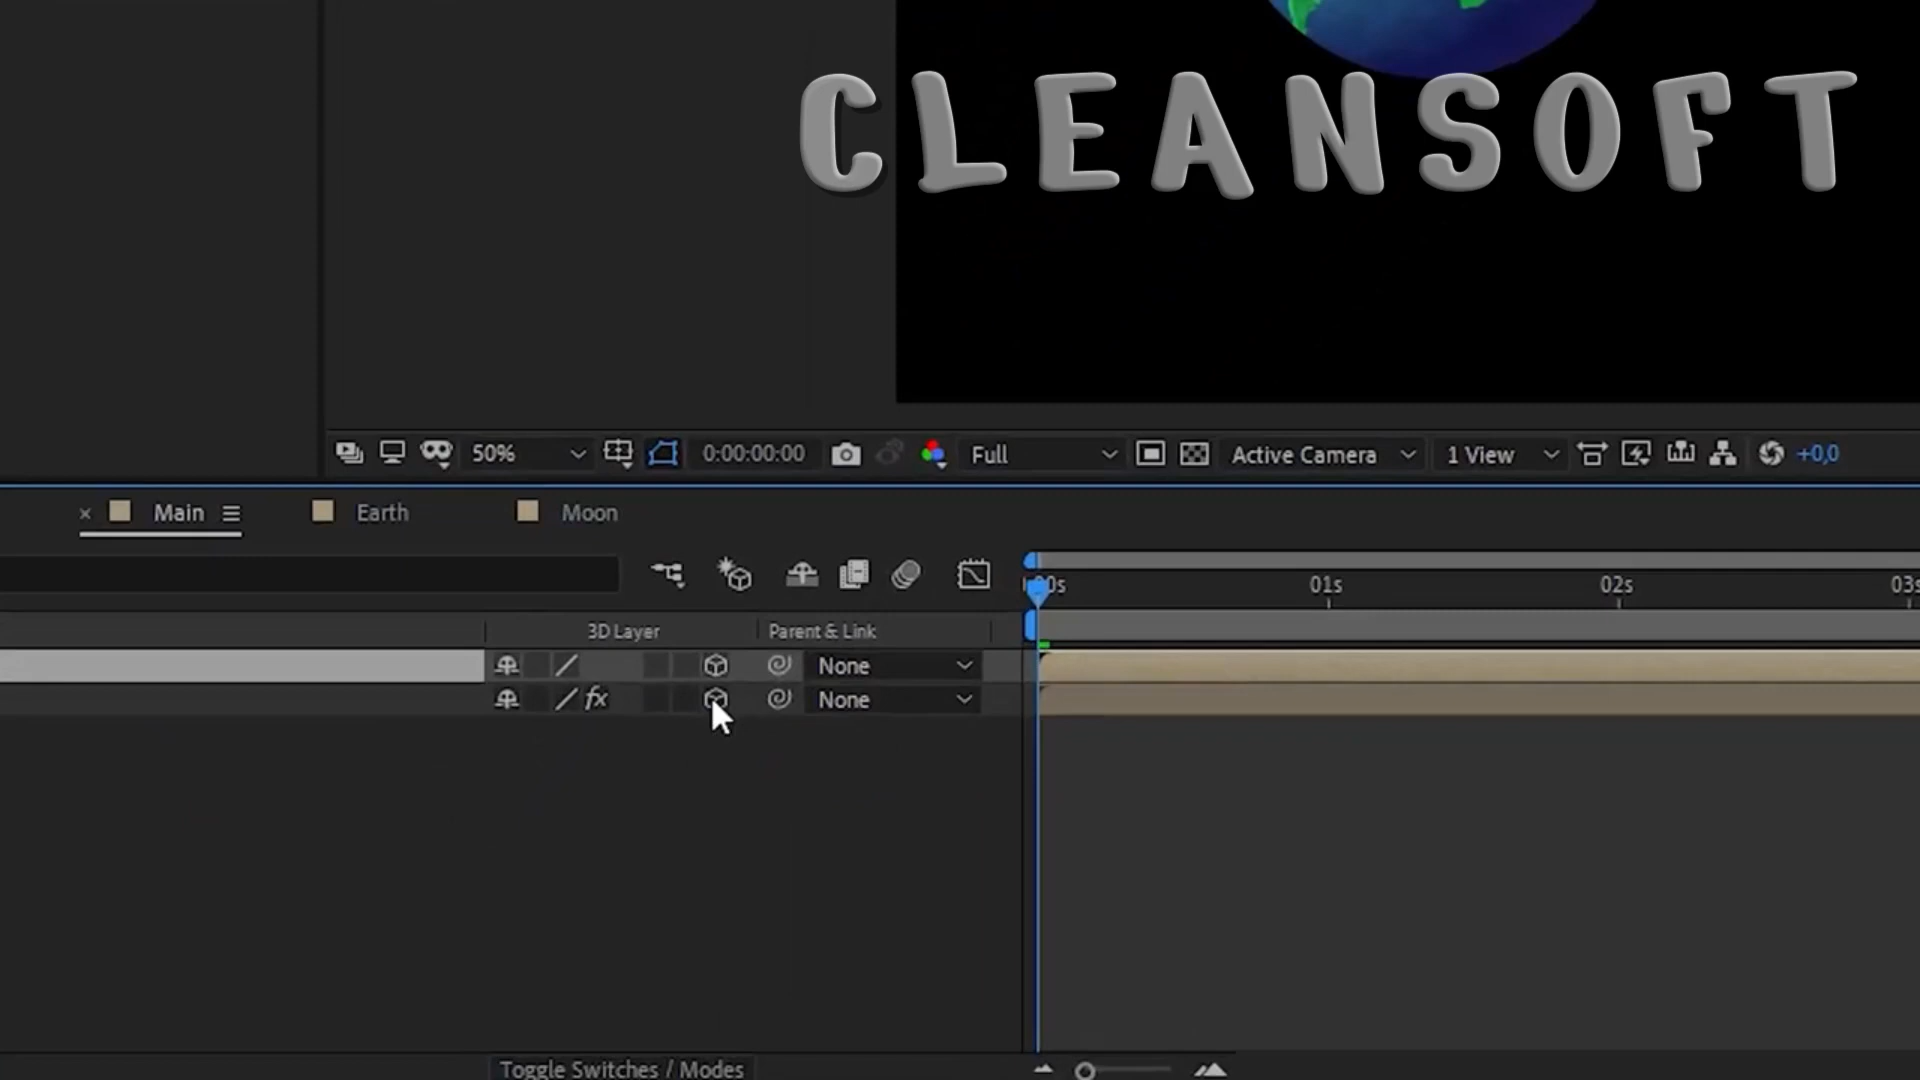 CLEANSOFT
50% 0:00:00:00 Full Active Camera 1 View +0,0
× Main Earth Moon
00s 01s 02s 03s
3D Layer Parent & Link
None
fx None
Toggle Switches / Modes